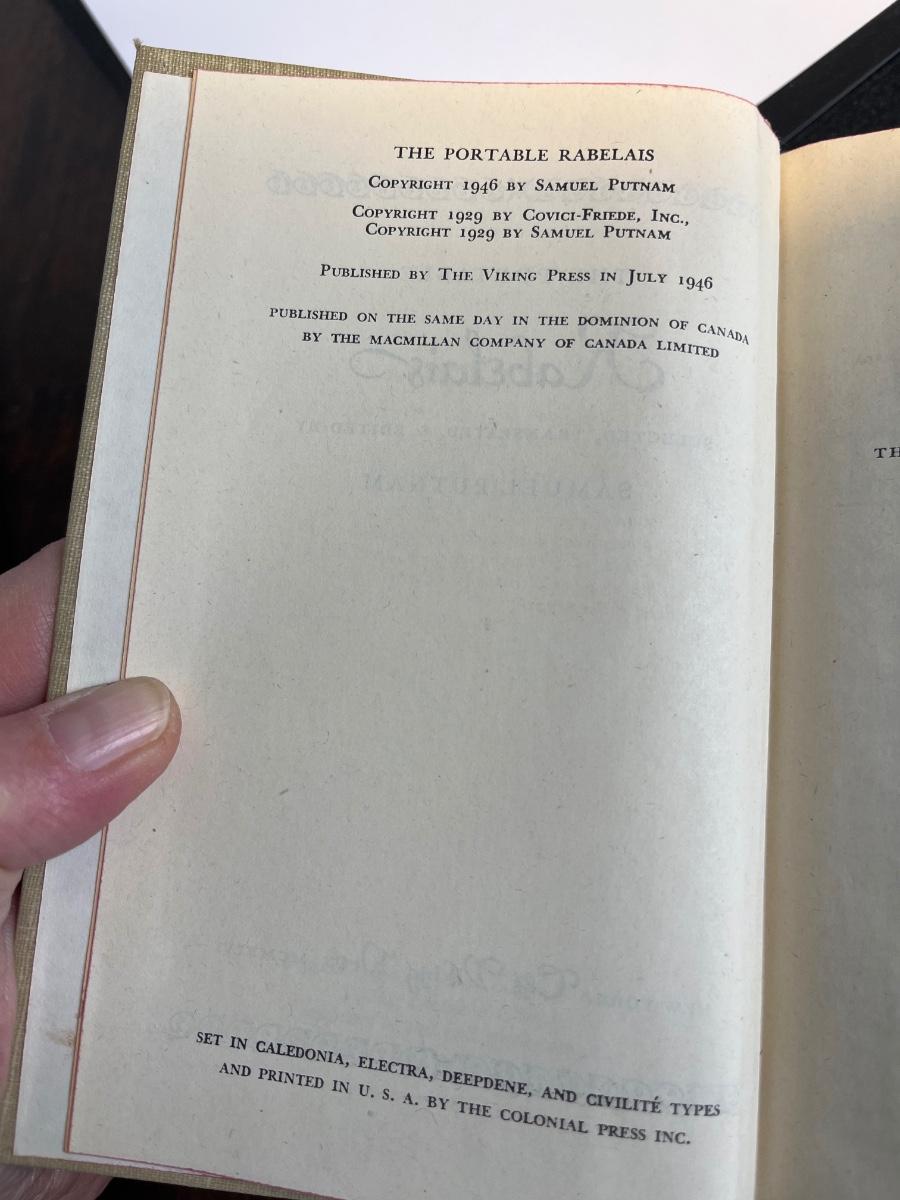 THE PORTABLE RABELAIS
COPYRIGHT 1946 BY SAMUEL PUTNAM
COPYRIGHT 1929 BY COVICI-FRIEDE, INC.,
COPYRIGHT 1929 BY SAMUEL PUTNAM
PUBLISHED BY THE VIKING PRESS IN JULY 1946
PUBLISHED ON THE SAME DAY IN THE DOMINION OF CANADA
BY THE MACMILLAN COMPANY OF CANADA LIMITED
TH
SET IN CALEDONIA, ELECTRA, DEEPDENE, AND CIVILITÉ TYPES
AND PRINTED IN U. S. A. BY THE COLONIAL PRESS INC.